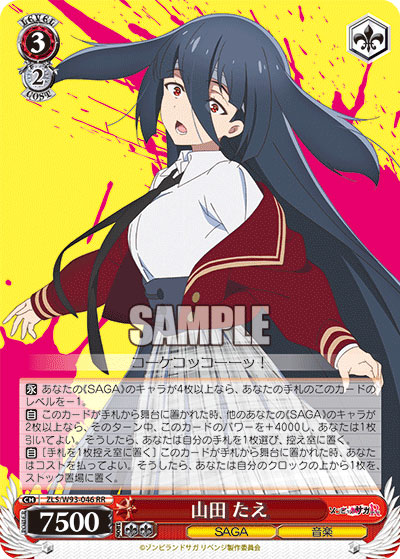 LEVEL
3
2
COST
SAMPLE
コーケコッコーーッ！
永 あなたの《SAGA》のキャラが4枚以上なら、あなたの手札のこのカードの
レベルを－1。
自 このカードが手札から舞台に置かれた時、他のあなたの《SAGA》のキャラが
2枚以上なら、そのターン中、このカードのパワーを＋4000し、あなたは1枚
引いてよい。そうしたら、あなたは自分の手札を1枚選び、控え室に置く。
自 ［手札を1枚控え室に置く］ このカードが手札から舞台に置かれた時、あなた
はコストを払ってよい。そうしたら、あなたは自分のクロックの上から1枚を、
ストック置場に置く。
CH ZLS/W93-046 RR
POWER
7500
SOUL
山田 たえ
ゾンビランドサガR
SAGA
音楽
©ゾンビランドサガ リベンジ製作委員会